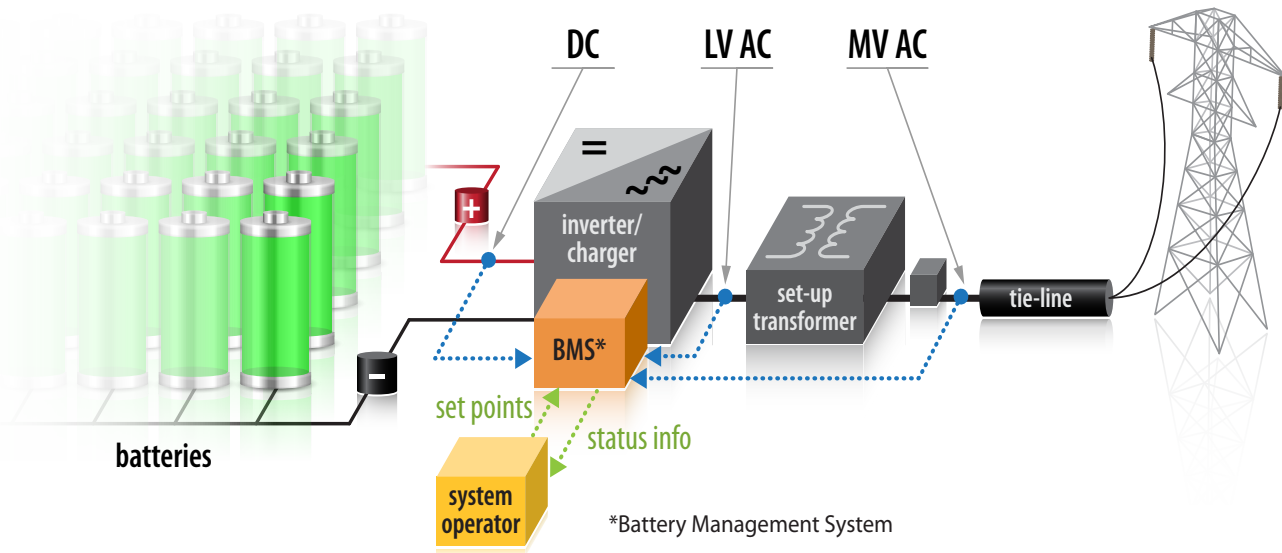 DC
LV AC
MV AC
=
+
inverter/
charger
set-up
transformer
tie-line
BMS*
-
set points
status info
batteries
system
operator
*Battery Management System